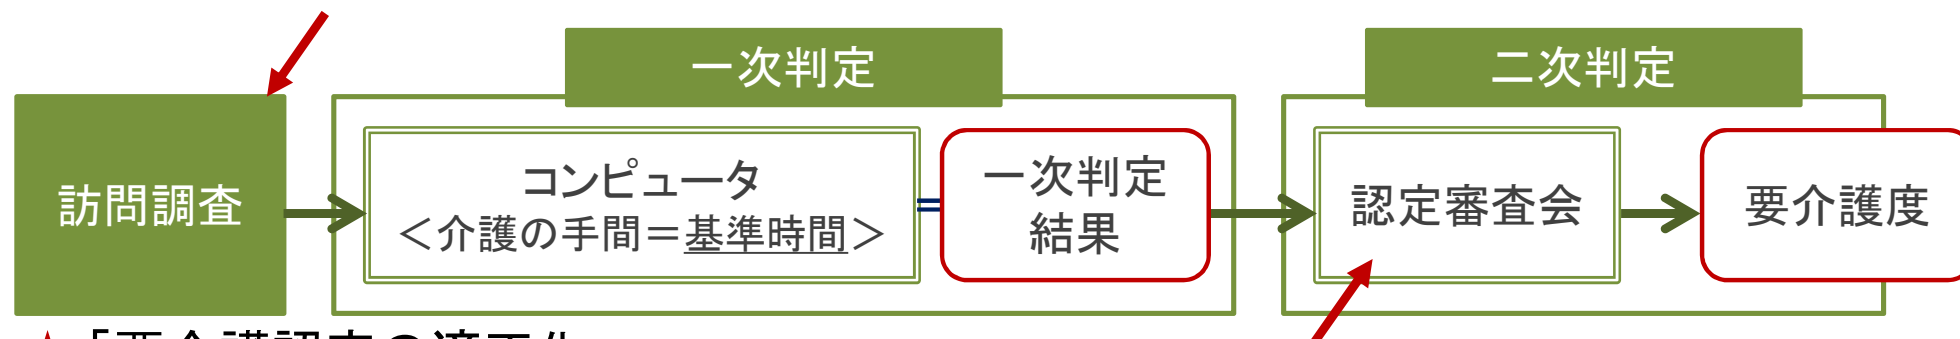 一次判定
二次判定
訪問調査
コンピュータ
＜介護の手間＝基準時間＞
＝
一次判定
結果
認定審査会
要介護度